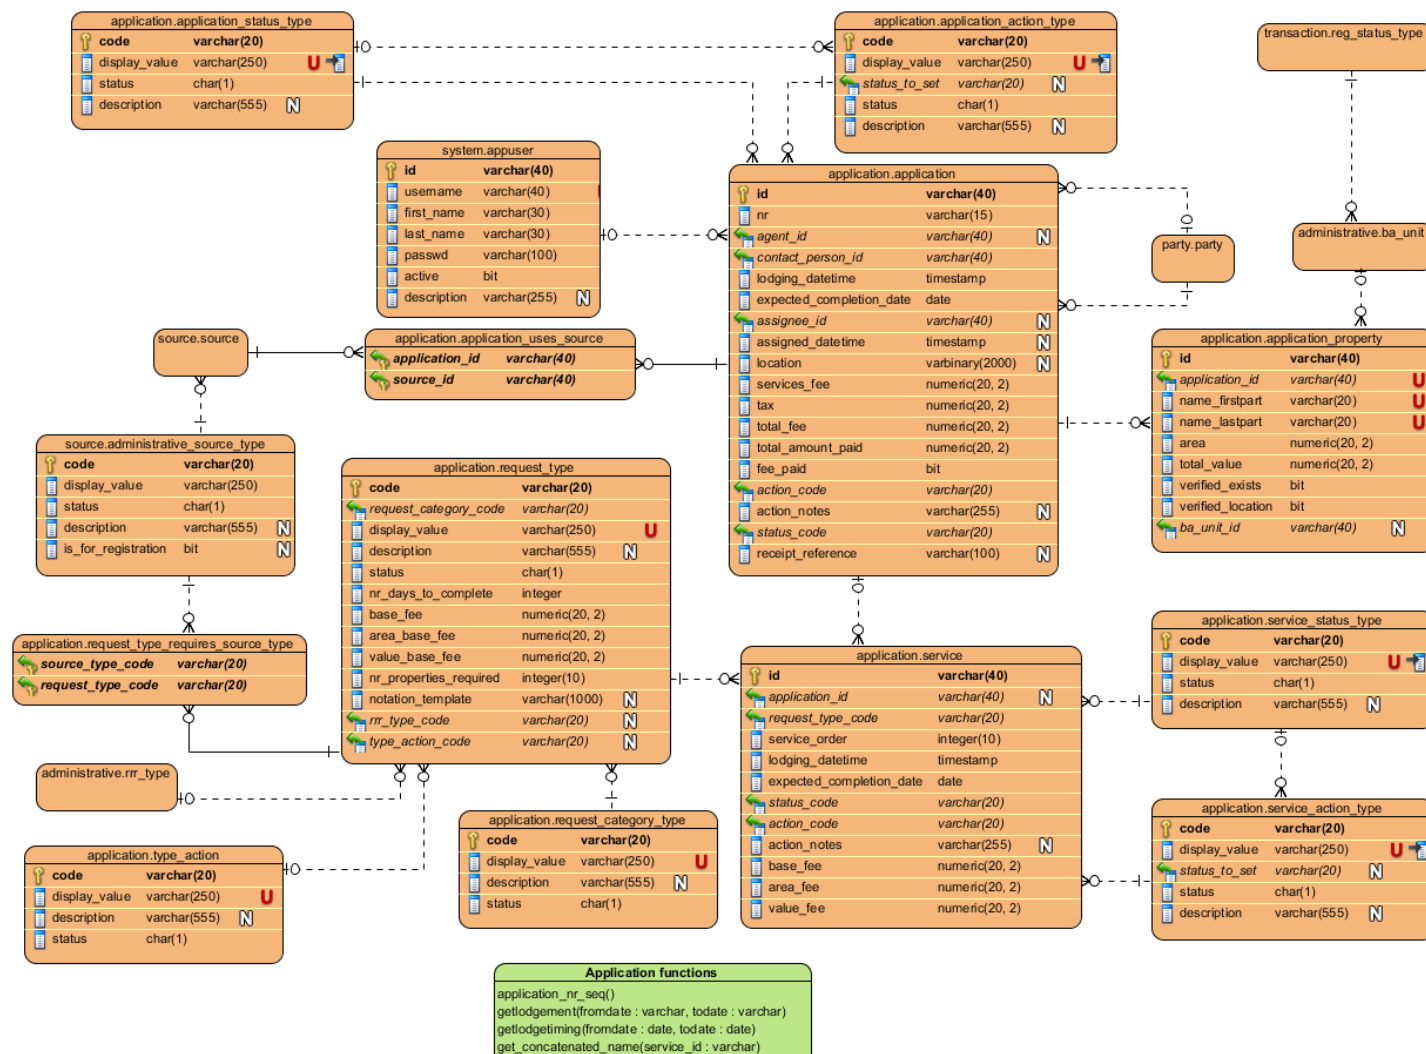 application.application_status_type
code varchar(20)
display_value varchar(250) U
status char(1)
description varchar(555) N
application.application_action_type
code varchar(20)
display_value varchar(250) U
status_to_set varchar(20) N
status char(1)
description varchar(555) N
transaction.reg_status_type
system.appuser
id varchar(40)
username varchar(40)
first_name varchar(30)
last_name varchar(30)
passwd varchar(100)
active bit
description varchar(255) N
application.application
id varchar(40)
nr varchar(15)
agent_id varchar(40) N
contact_person_id varchar(40)
lodging_datetime timestamp
expected_completion_date date
assignee_id varchar(40) N
assigned_datetime timestamp N
location varbinary(2000) N
services_fee numeric(20, 2)
tax numeric(20, 2)
total_fee numeric(20, 2)
total_amount_paid numeric(20, 2)
fee_paid bit
action_code varchar(20)
action_notes varchar(255) N
status_code varchar(20)
receipt_reference varchar(100) N
party.party
administrative.ba_unit
source.source
application.application_uses_source
application_id varchar(40)
source_id varchar(40)
application.application_property
id varchar(40)
application_id varchar(40) U
name_firstpart varchar(20) U
name_lastpart varchar(20) U
area numeric(20, 2)
total_value numeric(20, 2)
verified_exists bit
verified_location bit
ba_unit_id varchar(40) N
source.administrative_source_type
code varchar(20)
display_value varchar(250)
status char(1)
description varchar(555) N
is_for_registration bit N
application.request_type
code varchar(20)
request_category_code varchar(20)
display_value varchar(250) U
description varchar(555) N
status char(1)
nr_days_to_complete integer
base_fee numeric(20, 2)
area_base_fee numeric(20, 2)
value_base_fee numeric(20, 2)
nr_properties_required integer(10)
notation_template varchar(1000) N
rrr_type_code varchar(20) N
type_action_code varchar(20) N
application.request_type_requires_source_type
source_type_code varchar(20)
request_type_code varchar(20)
application.service
id varchar(40)
application_id varchar(40) N
request_type_code varchar(20)
service_order integer(10)
lodging_datetime timestamp
expected_completion_date date
status_code varchar(20)
action_code varchar(20)
action_notes varchar(255) N
base_fee numeric(20, 2)
area_fee numeric(20, 2)
value_fee numeric(20, 2)
application.service_status_type
code varchar(20)
display_value varchar(250) U
status char(1)
description varchar(555) N
administrative.rrr_type
application.type_action
code varchar(20)
display_value varchar(250) U
description varchar(555) N
status char(1)
application.request_category_type
code varchar(20)
display_value varchar(250) U
description varchar(555) N
status char(1)
application.service_action_type
code varchar(20)
display_value varchar(250) U
status_to_set varchar(20) N
status char(1)
description varchar(555) N
Application functions
application_nr_seq()
getlodgement(fromdate : varchar, todate : varchar)
getlodgetiming(fromdate : date, todate : date)
get_concatenated_name(service_id : varchar)